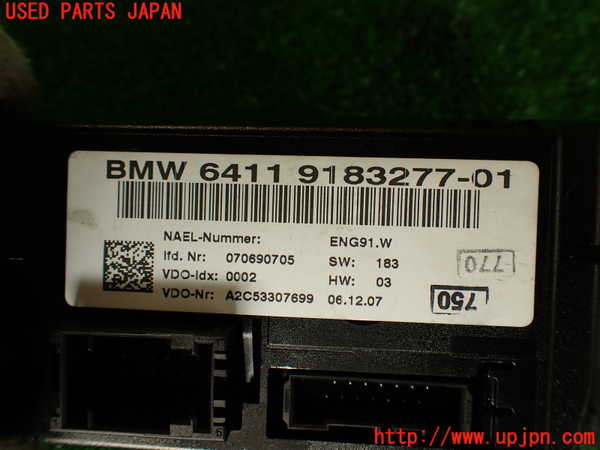 USED PARTS JAPAN
BMW 6411 9183277-01
NAEL-Nummer: ENG91.W
lfd. Nr: 070690705 SW: 183
VDO-Idx: 0002 HW: 03
VDO-Nr: A2C53307699 06.12.07
770
750
6
http://www.upjpn.com/